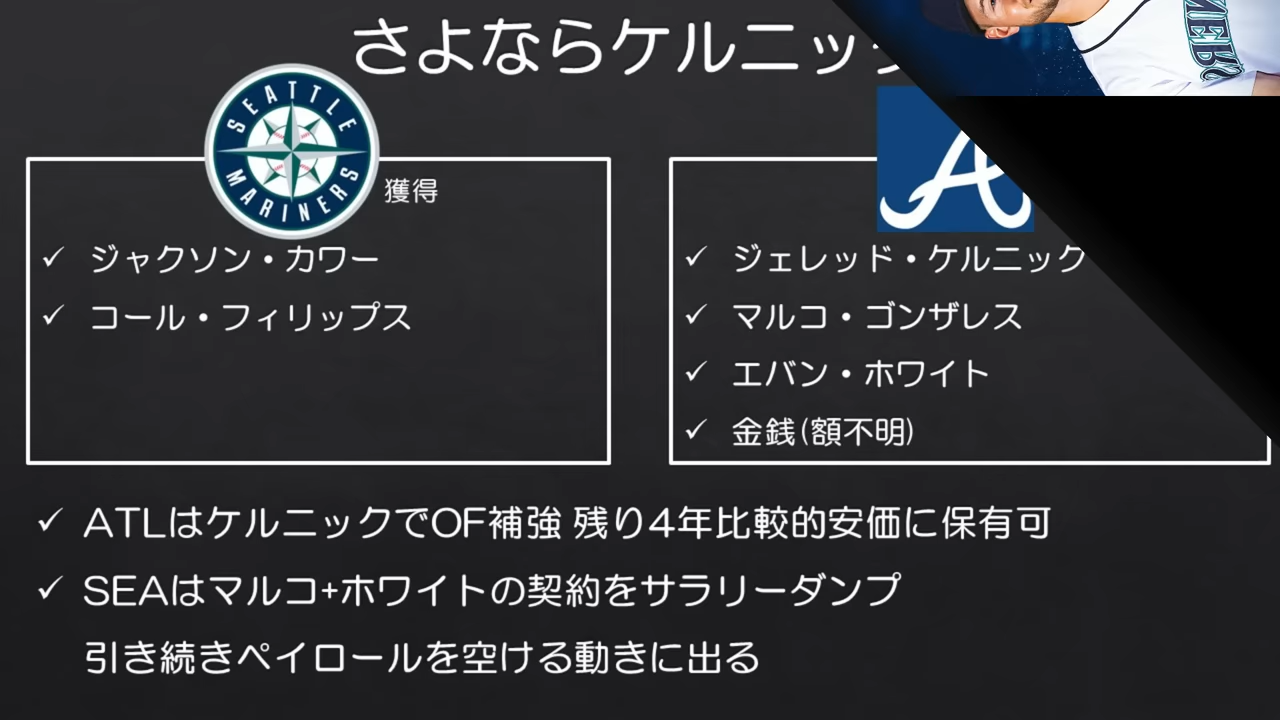 さよならケルニッ
SEATTLE
MARINERS
獲得
✓ ジャクソン・カワー
✓ コール・フィリップス
A
✓ ジェレッド・ケルニック
✓ マルコ・ゴンザレス
✓ エバン・ホワイト
✓ 金銭(額不明)
✓ ATLはケルニックでOF補強 残り4年比較的安価に保有可
✓ SEAはマルコ+ホワイトの契約をサラリーダンプ
引き続きペイロールを空ける動きに出る